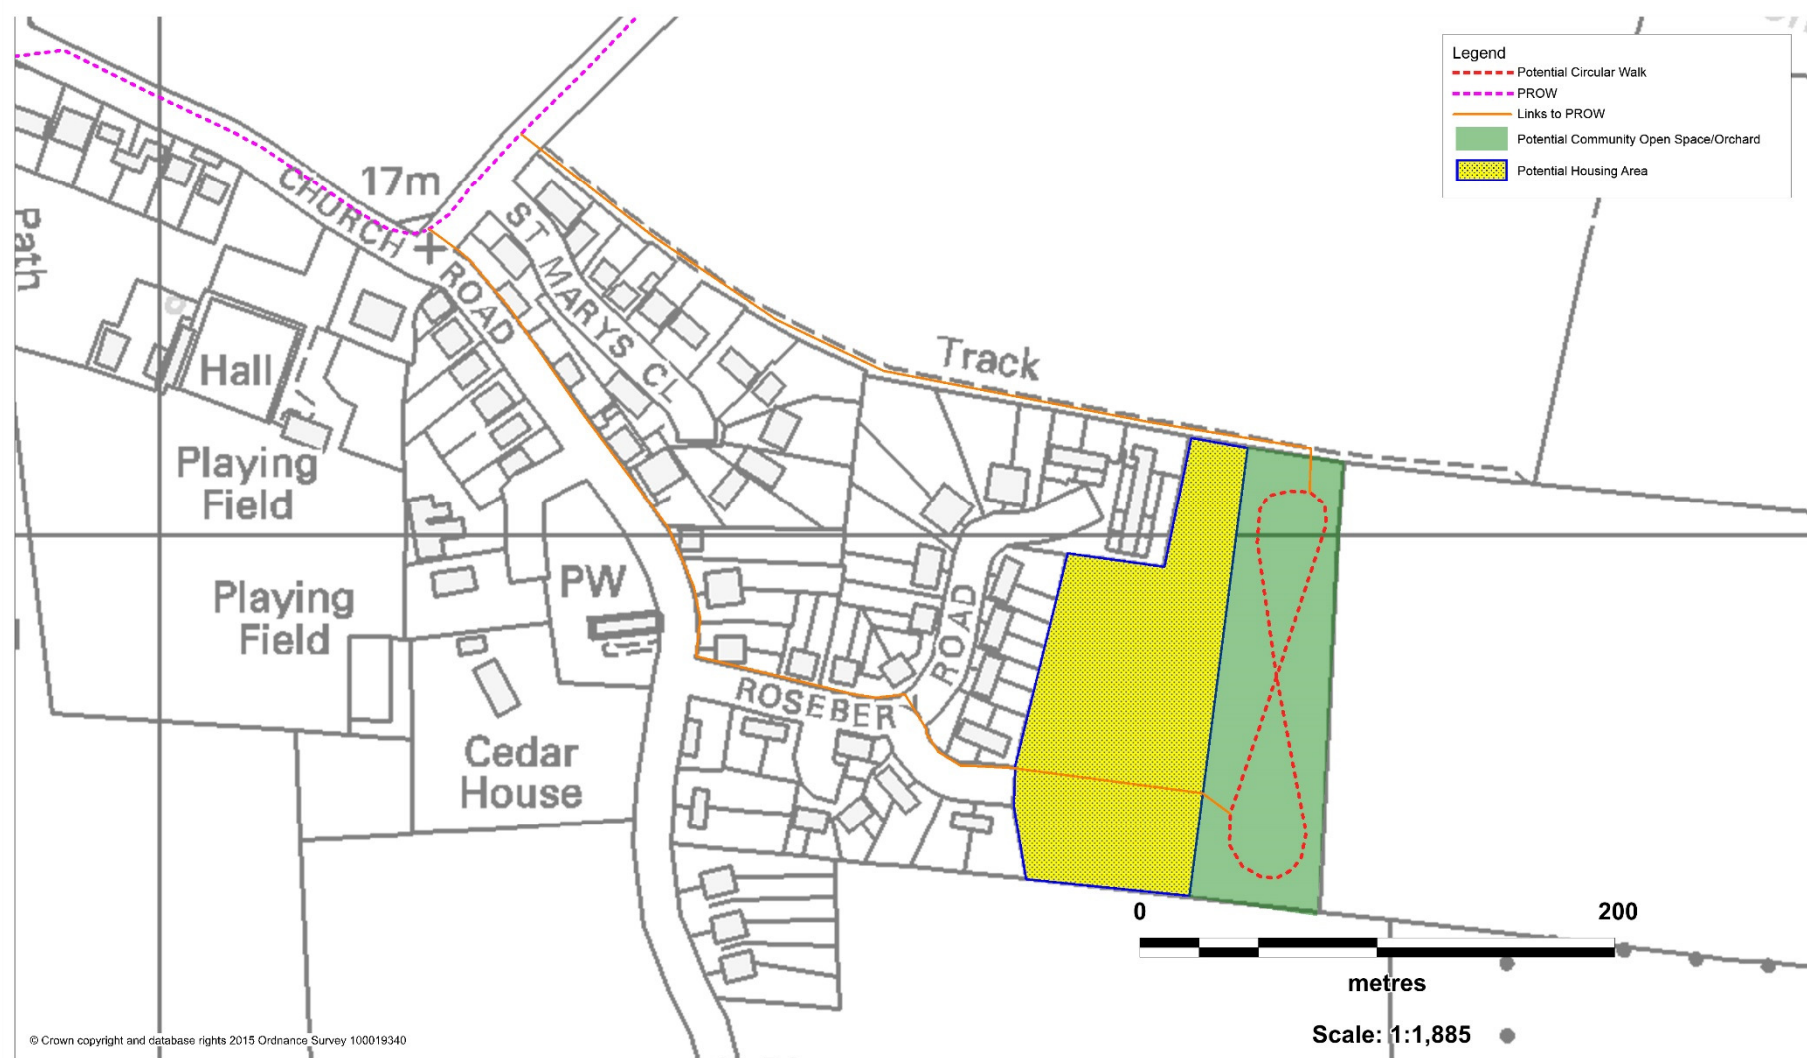 Legend
Potential Circular Walk
PROW
Links to PROW
Potential Community Open Space/Orchard
Potential Housing Area
17m
CHURCH ROAD
Path
ST MARYS CL
Hall
Track
Playing
Field
Playing
Field
PW
ROAD
ROSEBER
Cedar
House
0 200
metres
Scale: 1:1,885
© Crown copyright and database rights 2015 Ordnance Survey 100019340